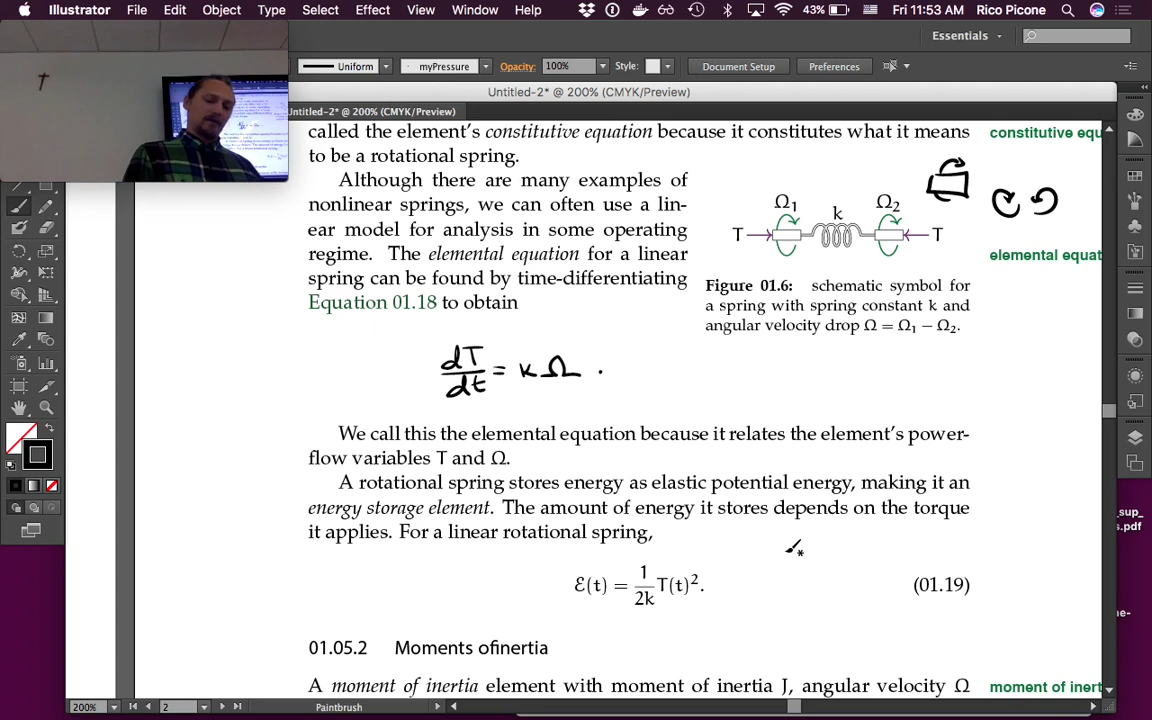 Illustrator File Edit Object Type Select Effect View Window Help 43% Fri 11:53 AM Rico Picone
Essentials
Uniform myPressure Opacity: 100% Style: Document Setup Preferences
Untitled-2* @ 200% (CMYK/Preview)
Untitled-2* @ 200% (CMYK/Preview)
called the element's constitutive equation because it constitutes what it means
to be a rotational spring.
constitutive equ
Although there are many examples of
nonlinear springs, we can often use a lin-
ear model for analysis in some operating
regime. The elemental equation for a linear
spring can be found by time-differentiating
Equation 01.18 to obtain
elemental equat
Ω1 k Ω2
T T
Figure 01.6: schematic symbol for
a spring with spring constant k and
angular velocity drop Ω = Ω1 − Ω2.
dT/dt = kΩ .
We call this the elemental equation because it relates the element's power-
flow variables T and Ω.
A rotational spring stores energy as elastic potential energy, making it an
energy storage element. The amount of energy it stores depends on the torque
it applies. For a linear rotational spring,
ℰ(t) = 1/2k T(t)². (01.19)
01.05.2 Moments ofinertia
A moment of inertia element with moment of inertia J, angular velocity Ω
moment of inert
_sup_
s.pdf
ne-
200% 2 Paintbrush